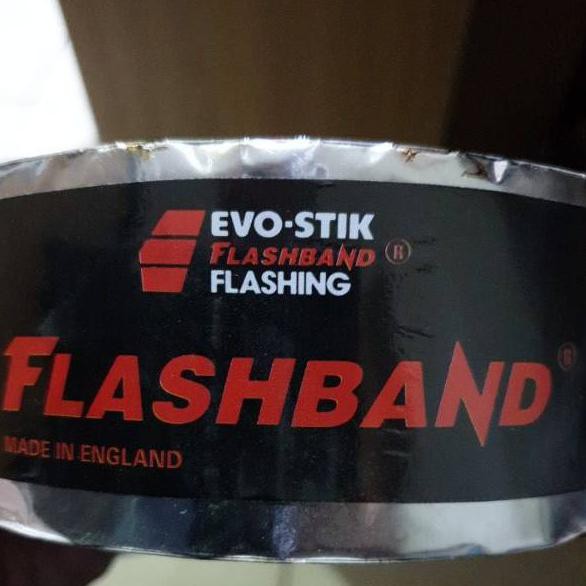 EVO-STIK
FLASHBAND ®
FLASHING
FLASHBAND ®
MADE IN ENGLAND